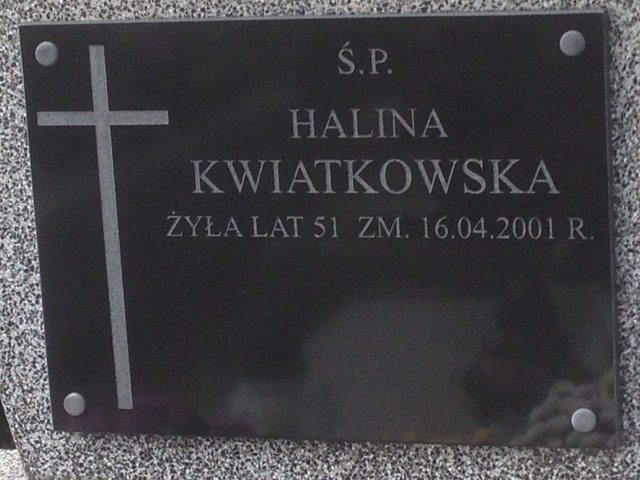 Ś.P.
HALINA
KWIATKOWSKA
ŻYŁA LAT 51 ZM. 16.04.2001 R.